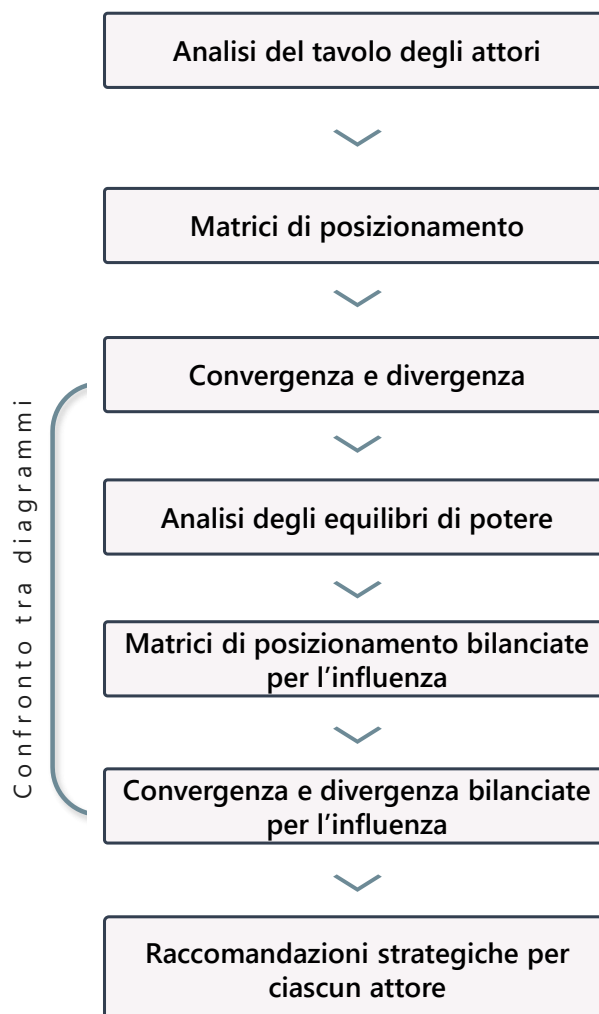 Analisi del tavolo degli attori
Matrici di posizionamento
Convergenza e divergenza
Analisi degli equilibri di potere
Matrici di posizionamento bilanciate
per l’influenza
Convergenza e divergenza bilanciate
per l’influenza
Raccomandazioni strategiche per
ciascun attore
Confronto tra diagrammi